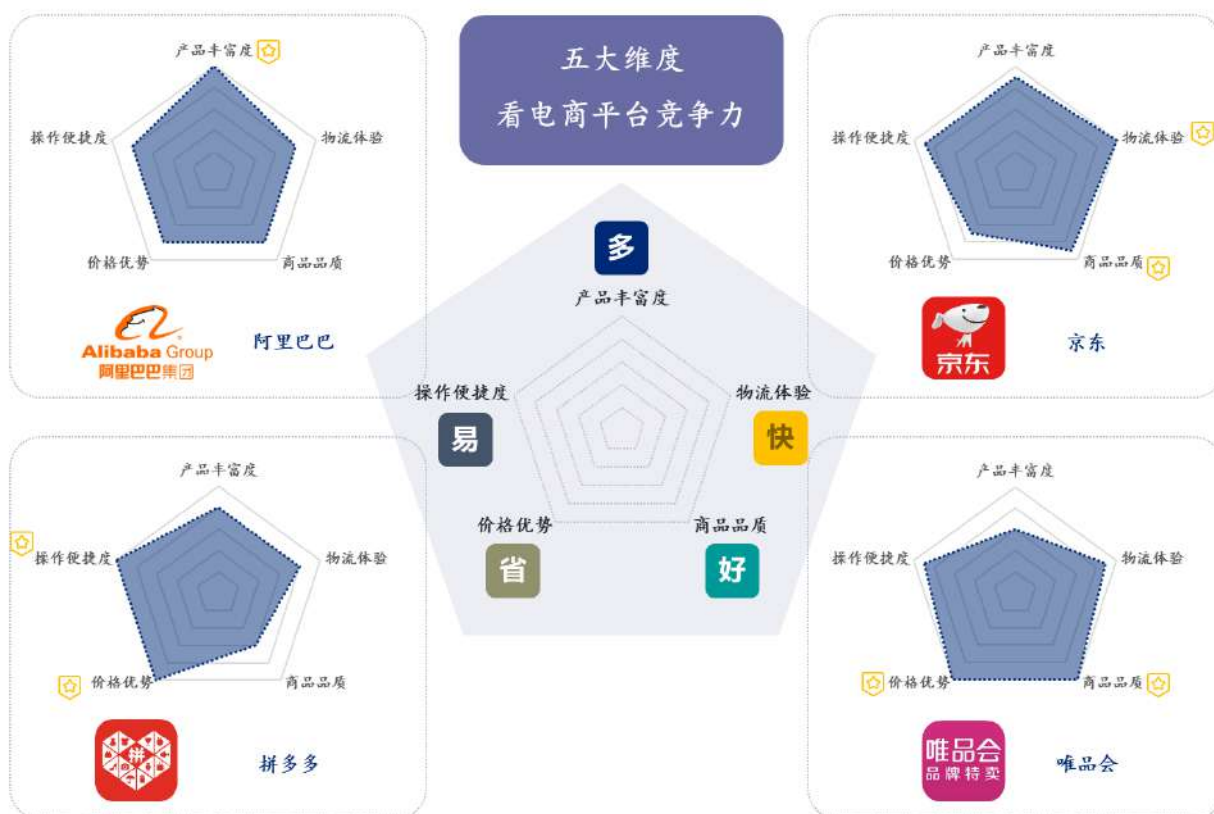 五大维度
看电商平台竞争力
产品丰富度
操作便捷度
物流体验
价格优势
商品品质
Alibaba Group
阿里巴巴集团
阿里巴巴
产品丰富度
操作便捷度
物流体验
价格优势
商品品质
京东
京东
多
产品丰富度
操作便捷度
物流体验
易
快
价格优势
商品品质
省
好
产品丰富度
操作便捷度
物流体验
价格优势
商品品质
拼
拼多多
产品丰富度
操作便捷度
物流体验
价格优势
商品品质
唯品会
品牌特卖
唯品会